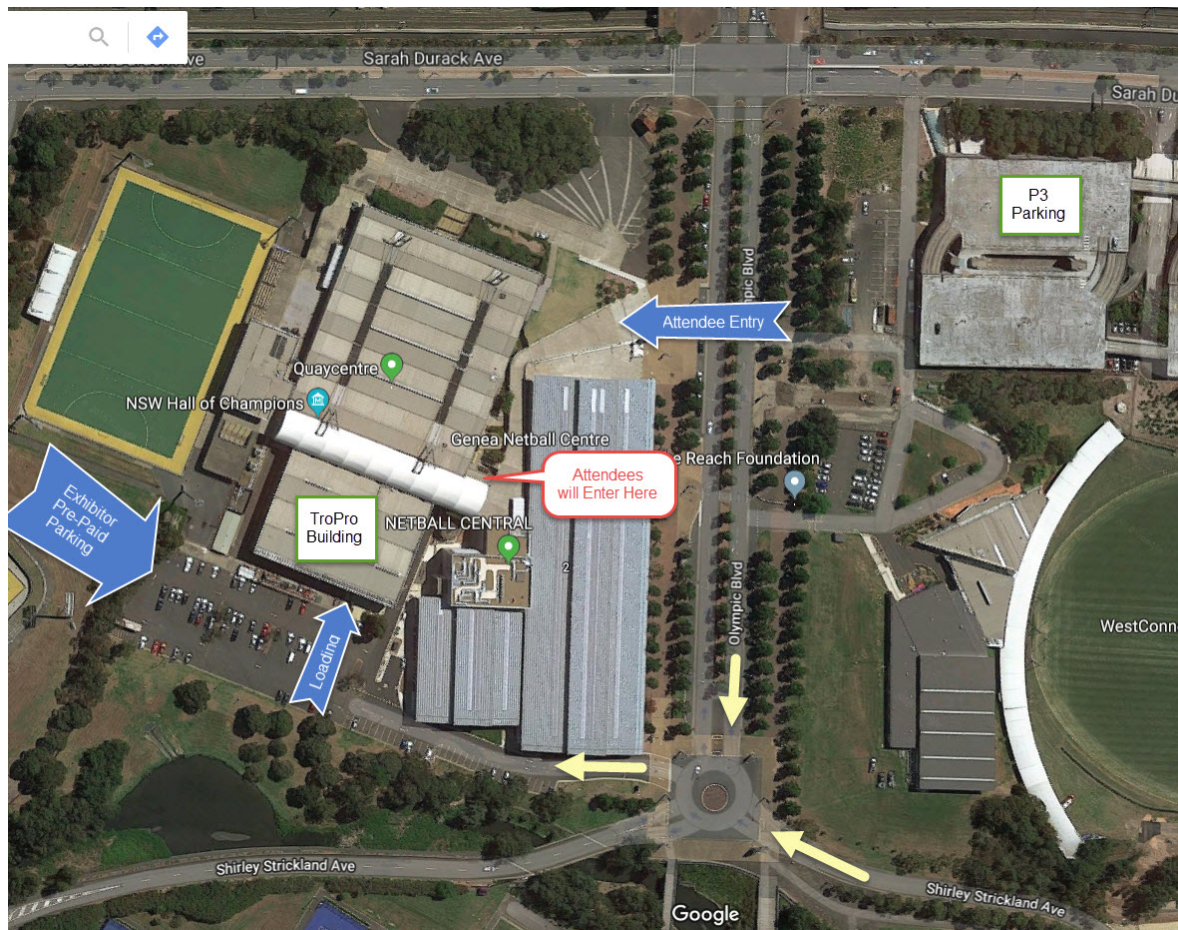 Sarah Durack Ave
Sarah Du
P3
Parking
Olympic Blvd
Attendee Entry
Quaycentre
NSW Hall of Champions
Genea Netball Centre
e Reach Foundation
Attendees
will Enter Here
Exhibitor
Pre-Paid
Parking
TroPro
Building
NETBALL CENTRAL
2
Olympic Blvd
WestConn
Loading
Shirley Strickland Ave
Shirley Strickland Ave
Google